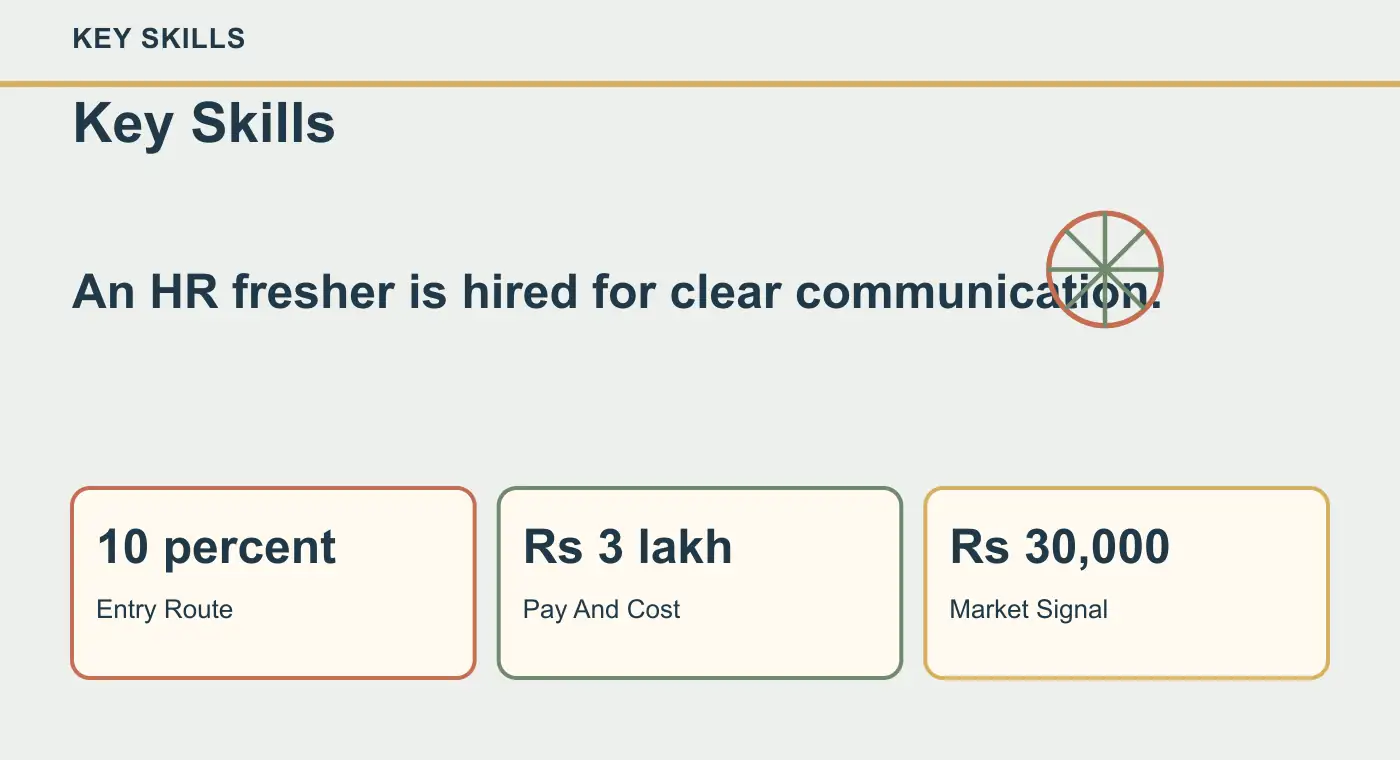 KEY SKILLS
Key Skills
An HR fresher is hired for clear communication.
10 percent
Entry Route
Rs 3 lakh
Pay And Cost
Rs 30,000
Market Signal